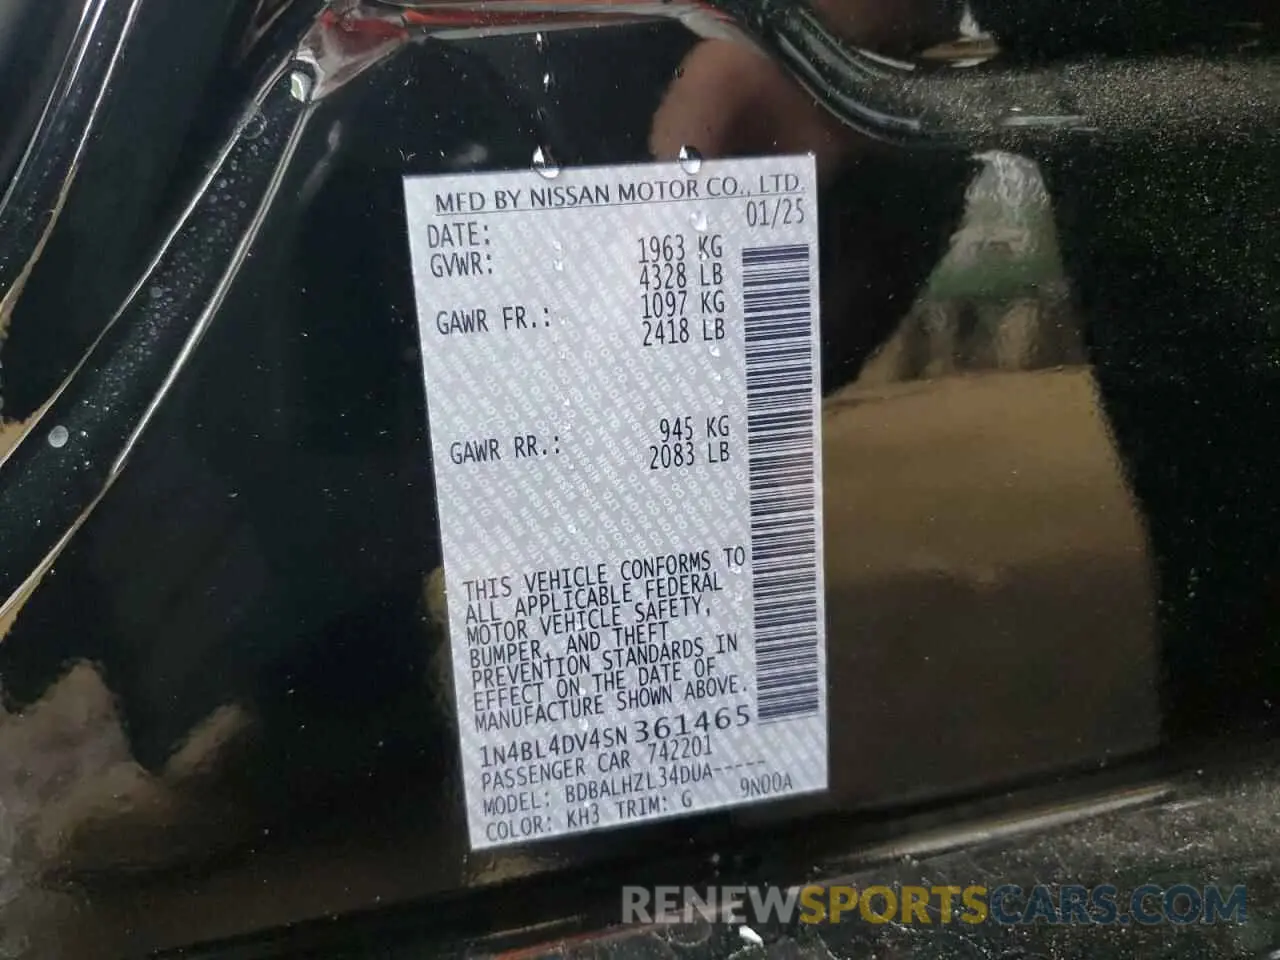 MFD BY NISSAN MOTOR CO., LTD.
DATE: 01/25
GVWR: 1963 KG
4328 LB
GAWR FR.: 1097 KG
2418 LB
GAWR RR.: 945 KG
2083 LB
THIS VEHICLE CONFORMS TO
ALL APPLICABLE FEDERAL
MOTOR VEHICLE SAFETY,
BUMPER, AND THEFT
PREVENTION STANDARDS IN
EFFECT ON THE DATE OF
MANUFACTURE SHOWN ABOVE.
1N4BL4DV4SN361465
PASSENGER CAR 742201
MODEL: BDBALHZL34DUA-----
COLOR: KH3 TRIM: G 9N00A
RENEWSPORTSCARS.COM